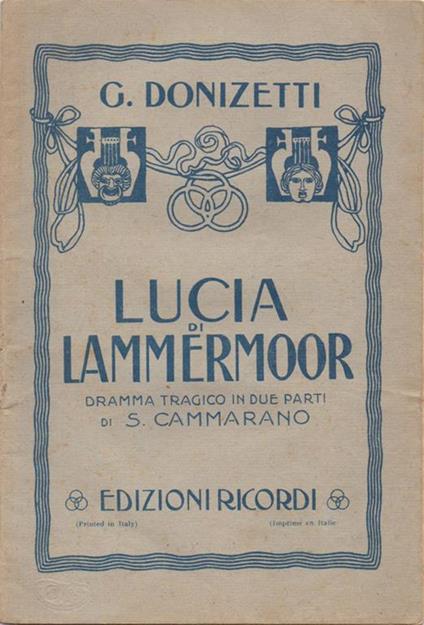 G. DONIZETTI
LUCIA
DI
LAMMERMOOR
DRAMMA TRAGICO IN DUE PARTI
DI S. CAMMARANO
EDIZIONI RICORDI
(Printed in Italy) (Imprimé en Italie